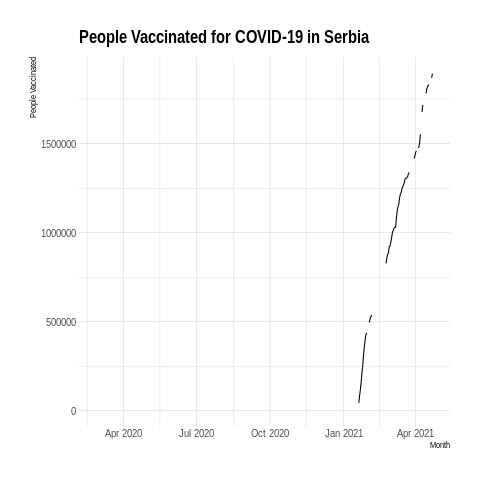 People Vaccinated for COVID-19 in Serbia
People Vaccinated
1500000
1000000
500000
0
Apr 2020
Jul 2020
Oct 2020
Jan 2021
Apr 2021
Month